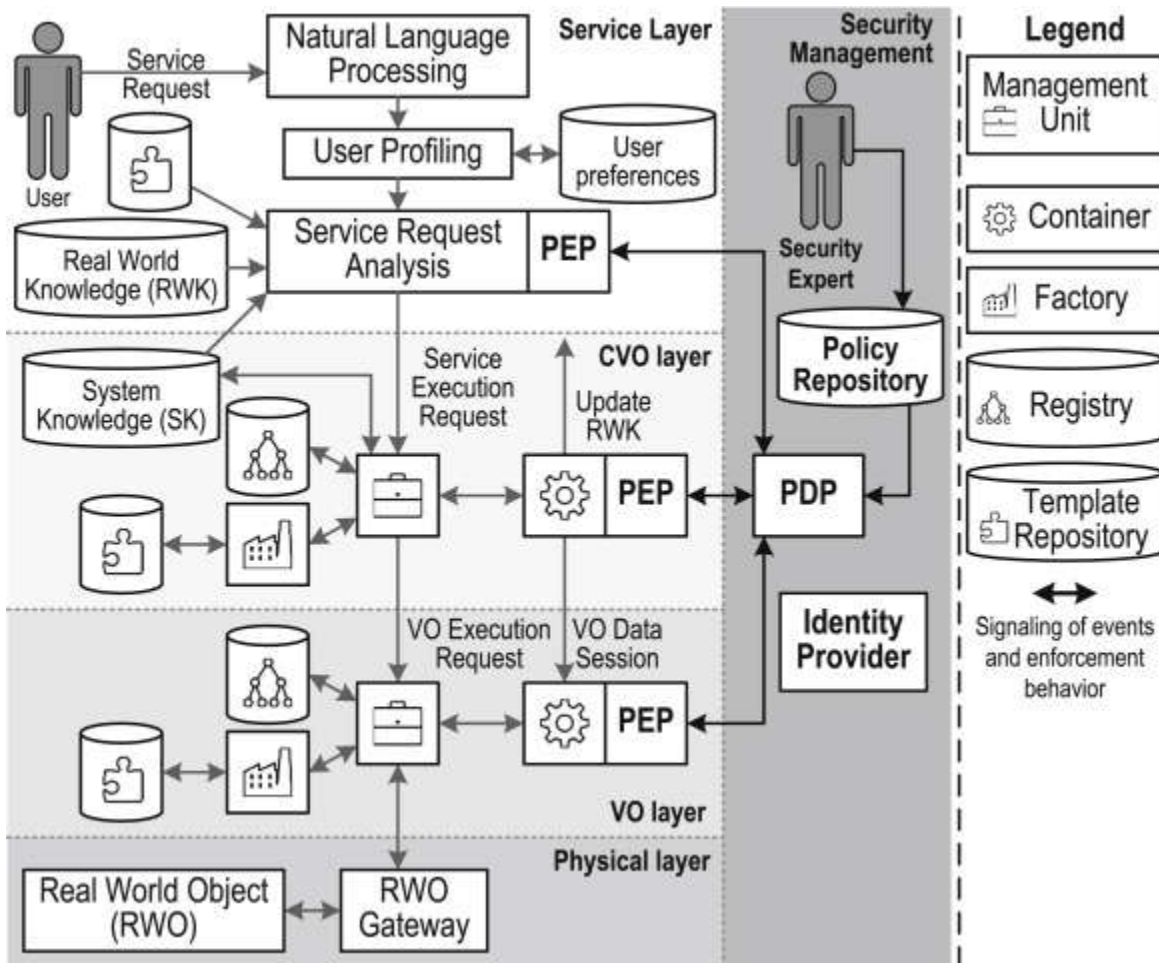 Natural Language
Processing
Service Layer
Security
Management
Legend
Service
Request
Management
Unit
User Profiling
User
preferences
User
Container
Service Request
Analysis
PEP
Security
Expert
Real World
Knowledge (RWK)
Factory
Policy
Repository
CVO layer
Service
Execution
Request
System
Knowledge (SK)
Update
RWK
Registry
PEP
PDP
Template
Repository
Signaling of events
and enforcement
behavior
Identity
Provider
VO Execution
Request
VO Data
Session
PEP
VO layer
Physical layer
Real World Object
(RWO)
RWO
Gateway